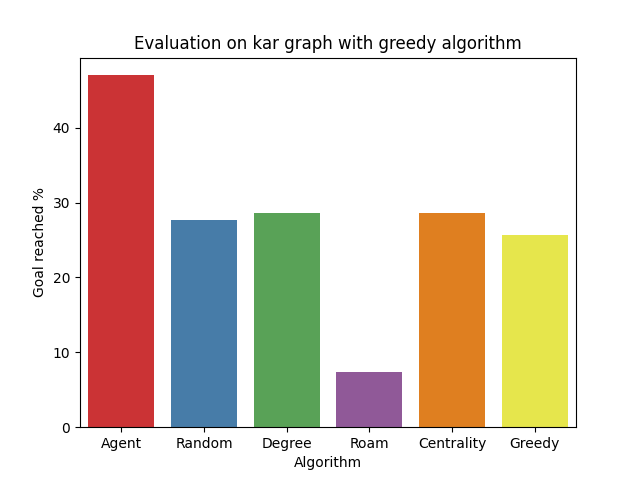 Evaluation on kar graph with greedy algorithm
Goal reached %
40
30
20
10
0
Agent Random Degree Roam Centrality Greedy
Algorithm